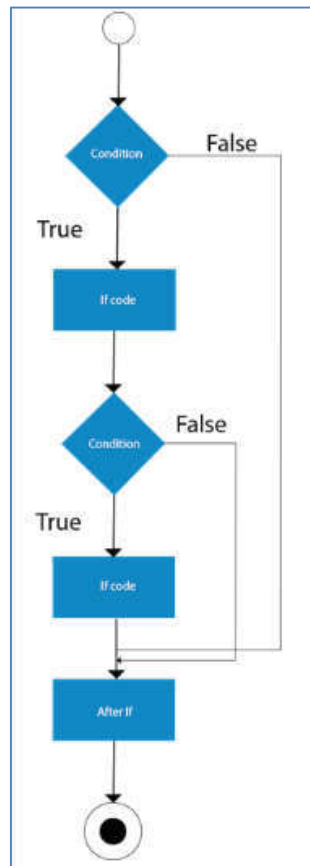 Condition
False
True
If code
Condition
False
True
If code
After If